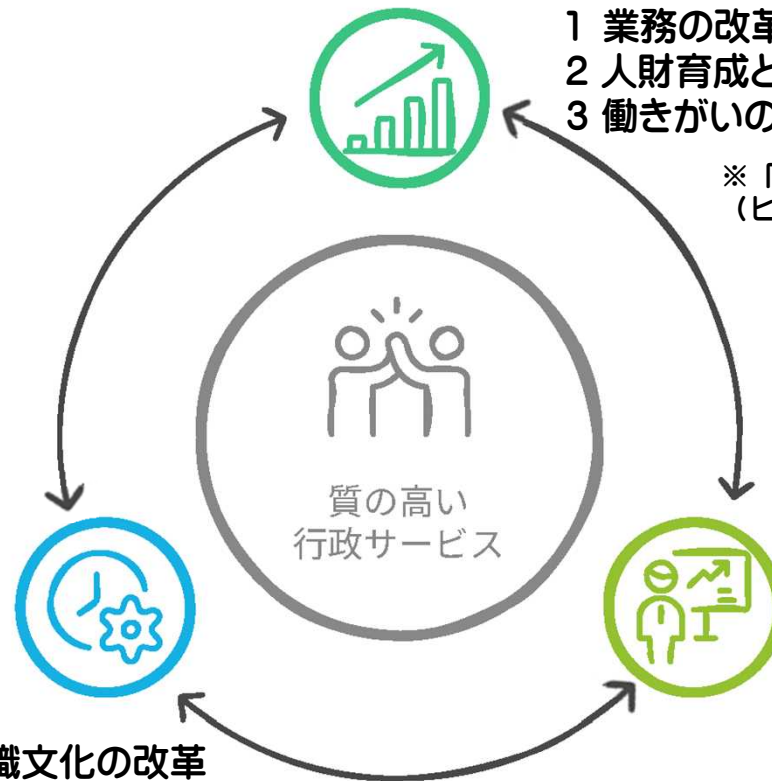 1 業務の改革
2 人財育成と
3 働きがいの
※「
（ヒ
質の高い
行政サービス
織文化の改革